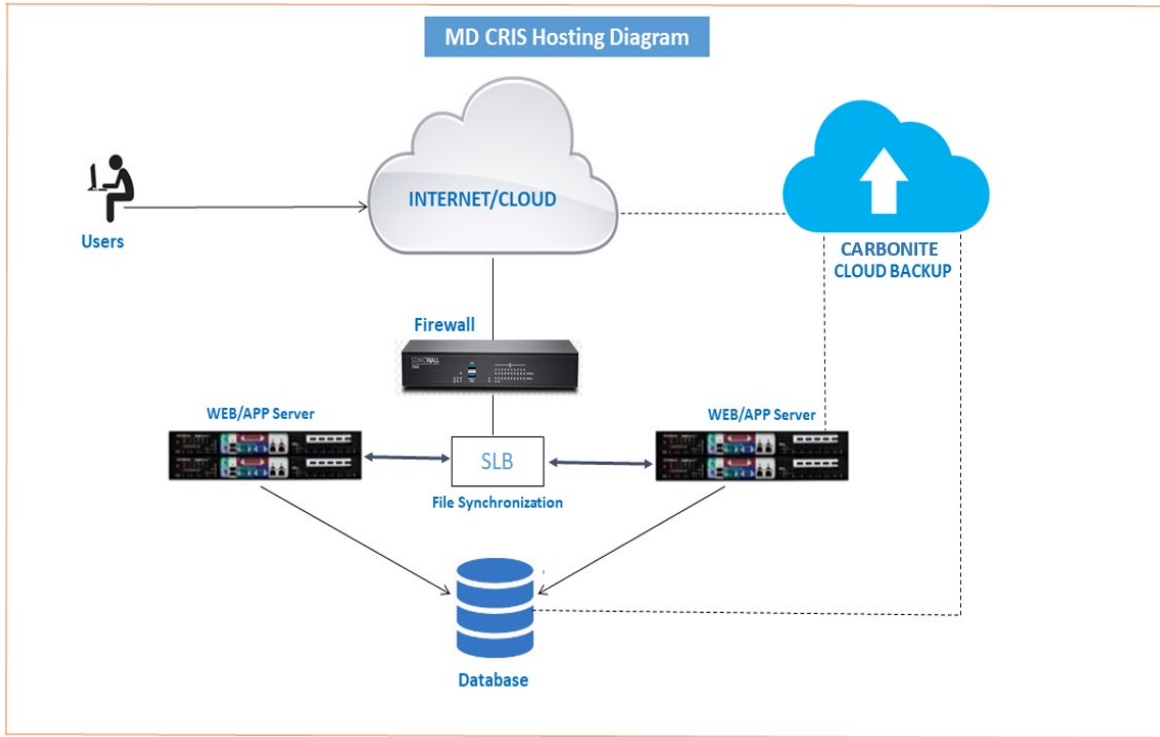 MD CRIS Hosting Diagram
INTERNET/CLOUD
Users
CARBONITE
CLOUD BACKUP
Firewall
SONICWALL
WEB/APP Server
WEB/APP Server
SLB
File Synchronization
Database